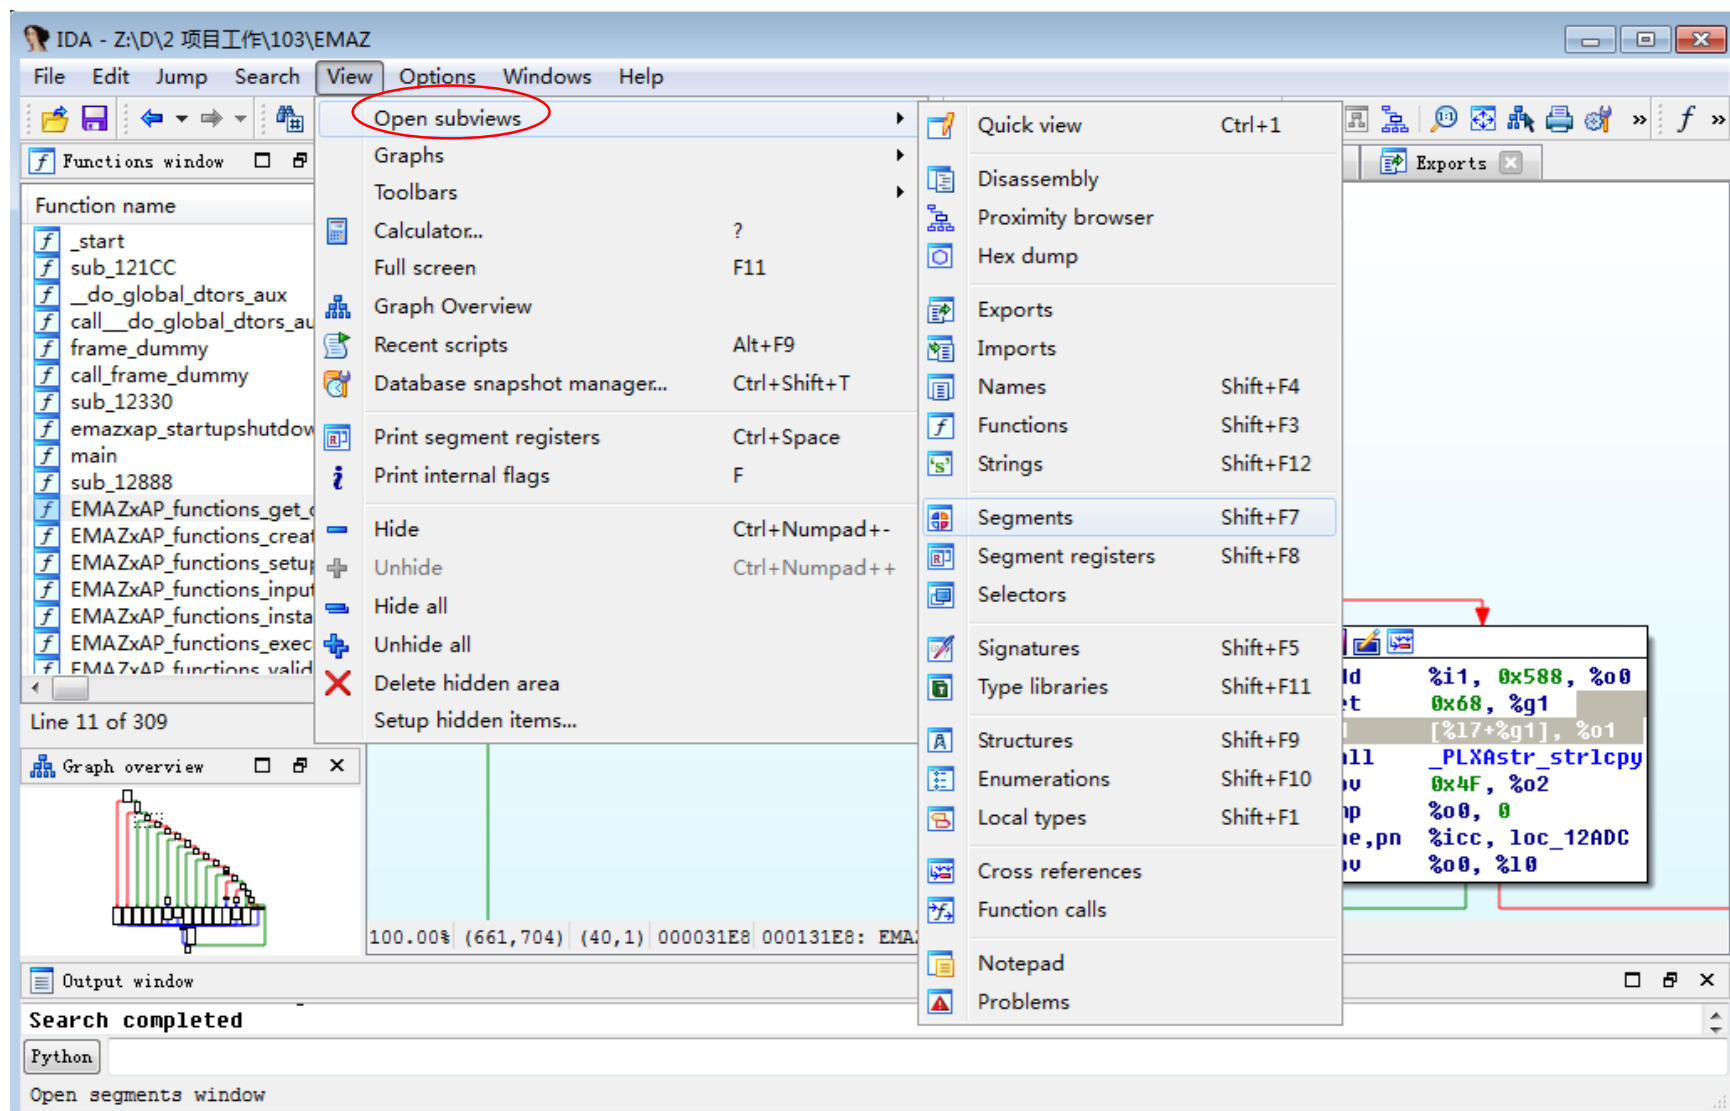 IDA - Z:\D\2 项目工作\103\EMAZ
File Edit Jump Search View Options Windows Help
Functions window
Function name
_start
sub_121CC
__do_global_dtors_aux
call___do_global_dtors_au
frame_dummy
call_frame_dummy
sub_12330
emazxap_startupshutdow
main
sub_12888
EMAZxAP_functions_get_
EMAZxAP_functions_creat
EMAZxAP_functions_setu
EMAZxAP_functions_input
EMAZxAP_functions_insta
EMAZxAP_functions_exec
EMAZxAP_functions_valid
Line 11 of 309
Graph overview
Open subviews
Graphs
Toolbars
Calculator... ?
Full screen F11
Graph Overview
Recent scripts Alt+F9
Database snapshot manager... Ctrl+Shift+T
Print segment registers Ctrl+Space
Print internal flags F
Hide Ctrl+Numpad+-
Unhide Ctrl+Numpad++
Hide all
Unhide all
Delete hidden area
Setup hidden items...
Quick view Ctrl+1
Disassembly
Proximity browser
Hex dump
Exports
Imports
Names Shift+F4
Functions Shift+F3
Strings Shift+F12
Segments Shift+F7
Segment registers Shift+F8
Selectors
Signatures Shift+F5
Type libraries Shift+F11
Structures Shift+F9
Enumerations Shift+F10
Local types Shift+F1
Cross references
Function calls
Notepad
Problems
Exports
%i1, 0x588, %o0
0x68, %g1
[%l7+%g1], %o1
_PLXAstr_strlcpy
0x4F, %o2
%o0, 0
%icc, loc_12ADC
%o0, %l0
100.00% (661,704) (40,1) 000031E8 000131E8: EMA
Output window
Search completed
Python
Open segments window